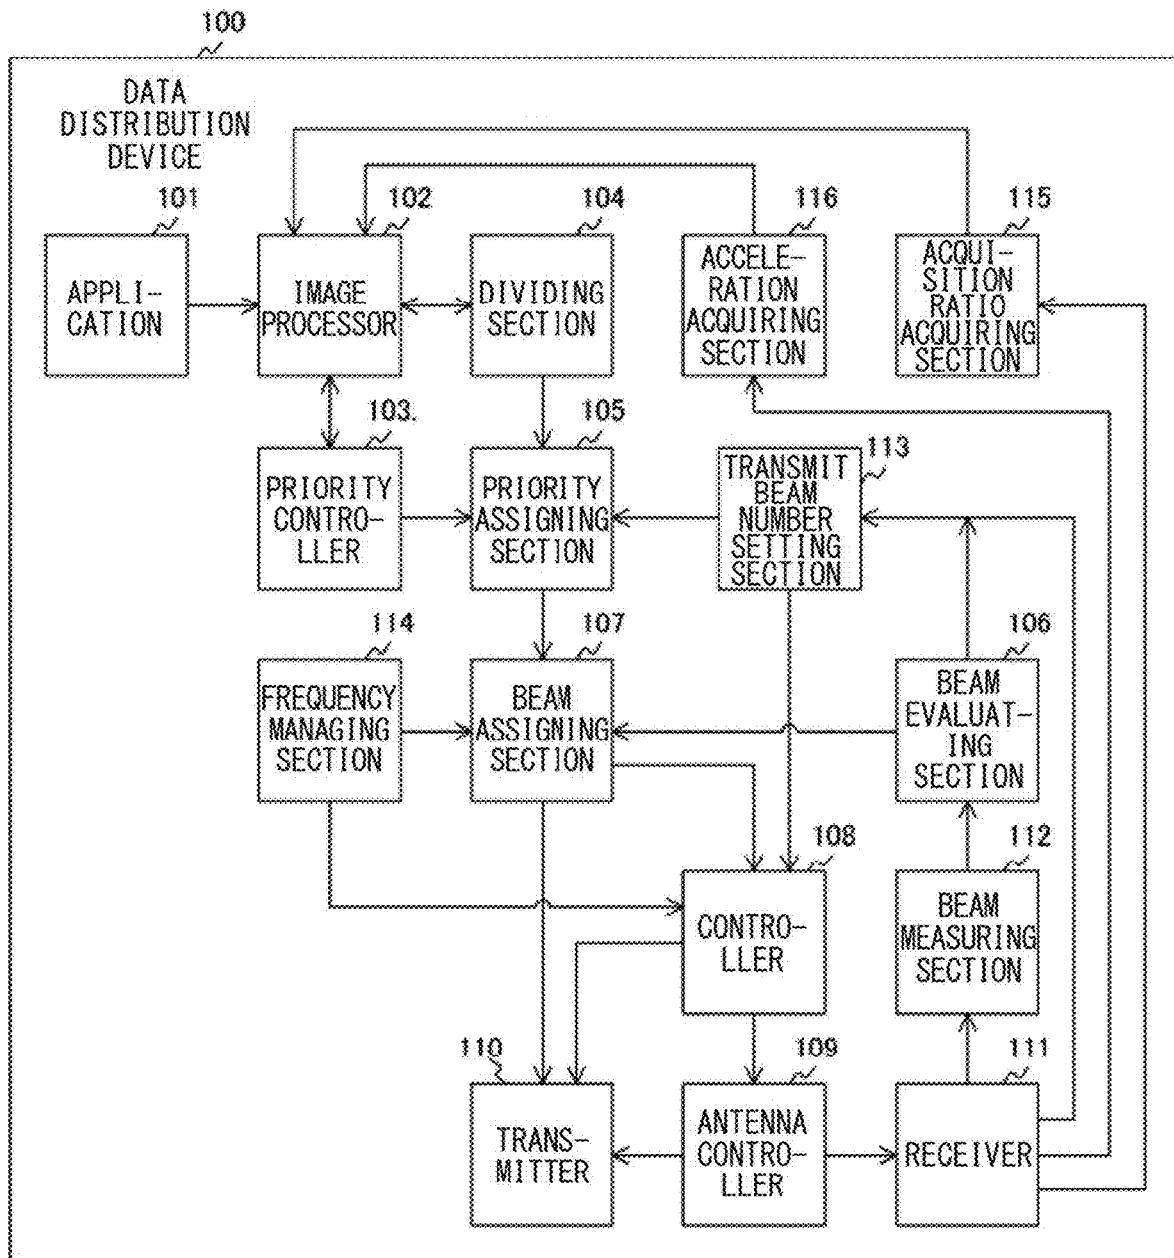 100
DATA
DISTRIBUTION
DEVICE
101
APPLI-
CATION
102
IMAGE
PROCESSOR
104
DIVIDING
SECTION
116
ACCELE-
RATION
ACQUIRING
SECTION
115
ACQUI-
SITION
RATIO
ACQUIRING
SECTION
103.
PRIORITY
CONTRO-
LLER
105
PRIORITY
ASSIGNING
SECTION
113
TRANSMIT
BEAM
NUMBER
SETTING
SECTION
114
FREQUENCY
MANAGING
SECTION
107
BEAM
ASSIGNING
SECTION
106
BEAM
EVALUAT-
ING
SECTION
108
CONTRO-
LLER
112
BEAM
MEASURING
SECTION
110
TRANS-
MITTER
109
ANTENNA
CONTRO-
LLER
111
RECEIVER